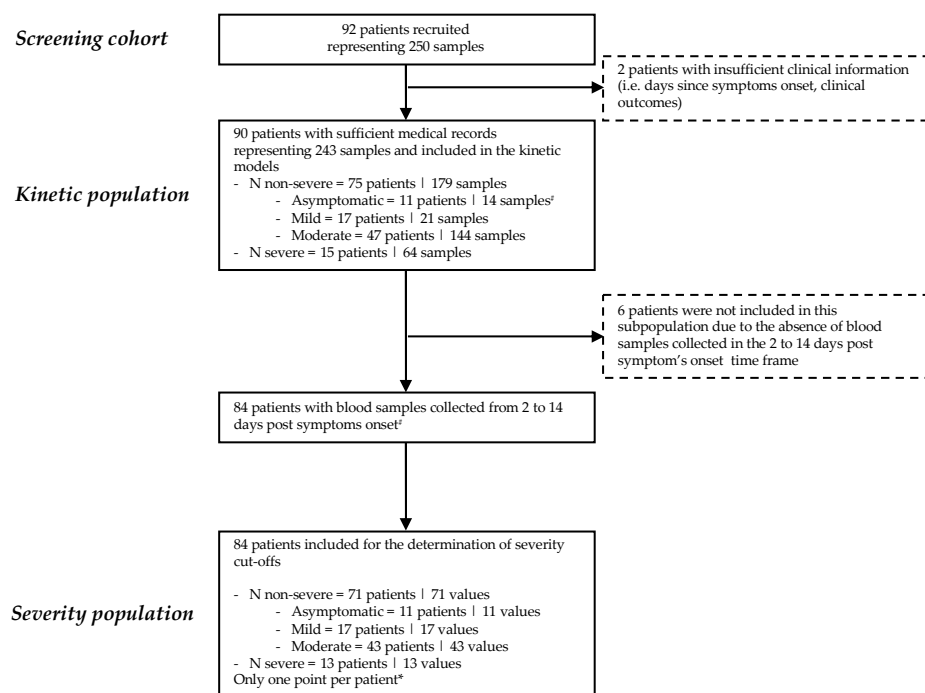 Screening cohort
92 patients recruited
representing 250 samples
2 patients with insufficient clinical information
(i.e. days since symptoms onset, clinical
outcomes)
Kinetic population
90 patients with sufficient medical records
representing 243 samples and included in the kinetic
models
- N non-severe = 75 patients | 179 samples
- Asymptomatic = 11 patients | 14 samples#
- Mild = 17 patients | 21 samples
- Moderate = 47 patients | 144 samples
- N severe = 15 patients | 64 samples
6 patients were not included in this
subpopulation due to the absence of blood
samples collected in the 2 to 14 days post
symptom's onset time frame
84 patients with blood samples collected from 2 to 14
days post symptoms onset#
Severity population
84 patients included for the determination of severity
cut-offs
- N non-severe = 71 patients | 71 values
- Asymptomatic = 11 patients | 11 values
- Mild = 17 patients | 17 values
- Moderate = 43 patients | 43 values
- N severe = 13 patients | 13 values
Only one point per patient*